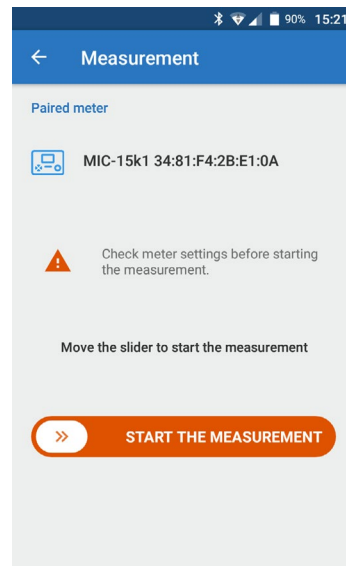 90% 15:21
Measurement
Paired meter
MIC-15k1 34:81:F4:2B:E1:0A
Check meter settings before starting
the measurement.
Move the slider to start the measurement
START THE MEASUREMENT